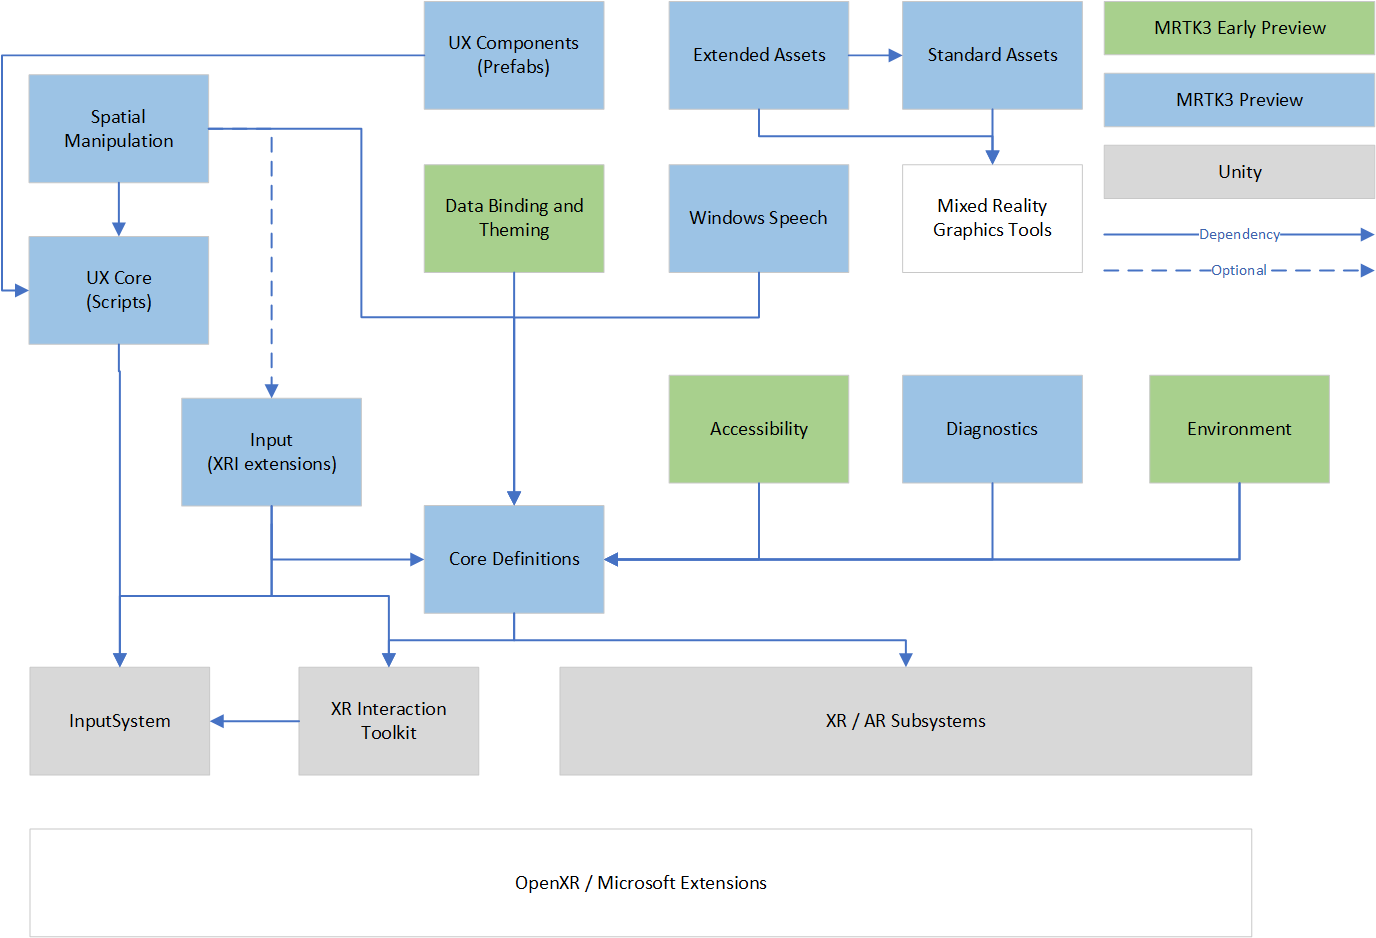 UX Components
(Prefabs)
Extended Assets
Standard Assets
MRTK3 Early Preview
MRTK3 Preview
Unity
Dependency
Optional
Spatial
Manipulation
Data Binding and
Theming
Windows Speech
Mixed Reality
Graphics Tools
UX Core
(Scripts)
Input
(XRI extensions)
Accessibility
Diagnostics
Environment
Core Definitions
InputSystem
XR Interaction
Toolkit
XR / AR Subsystems
OpenXR / Microsoft Extensions